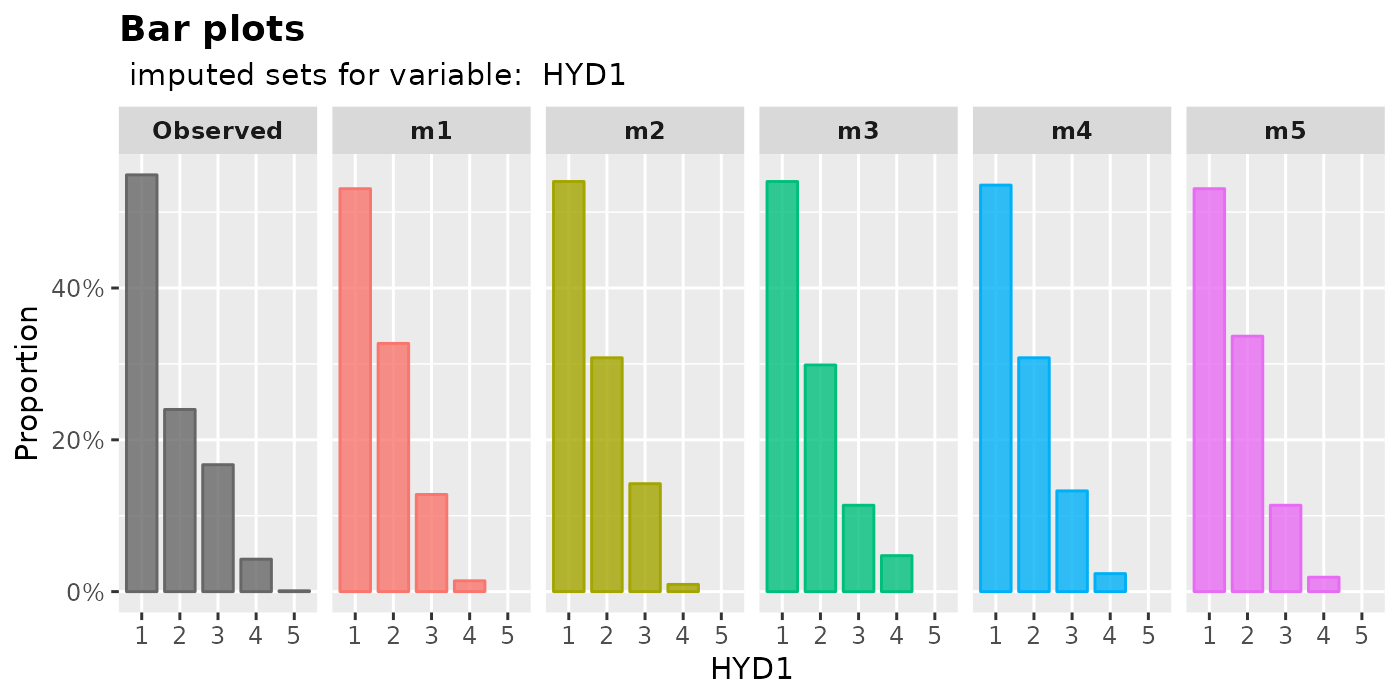 Bar plots
imputed sets for variable:  HYD1
Observed m1 m2 m3 m4 m5
Proportion
40%
20%
0%
1 2 3 4 5 1 2 3 4 5 1 2 3 4 5 1 2 3 4 5 1 2 3 4 5 1 2 3 4 5
HYD1